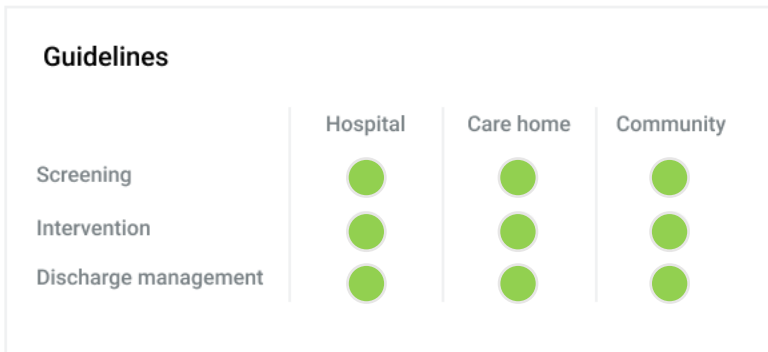 Guidelines
Hospital Care home Community
Screening
Intervention
Discharge management